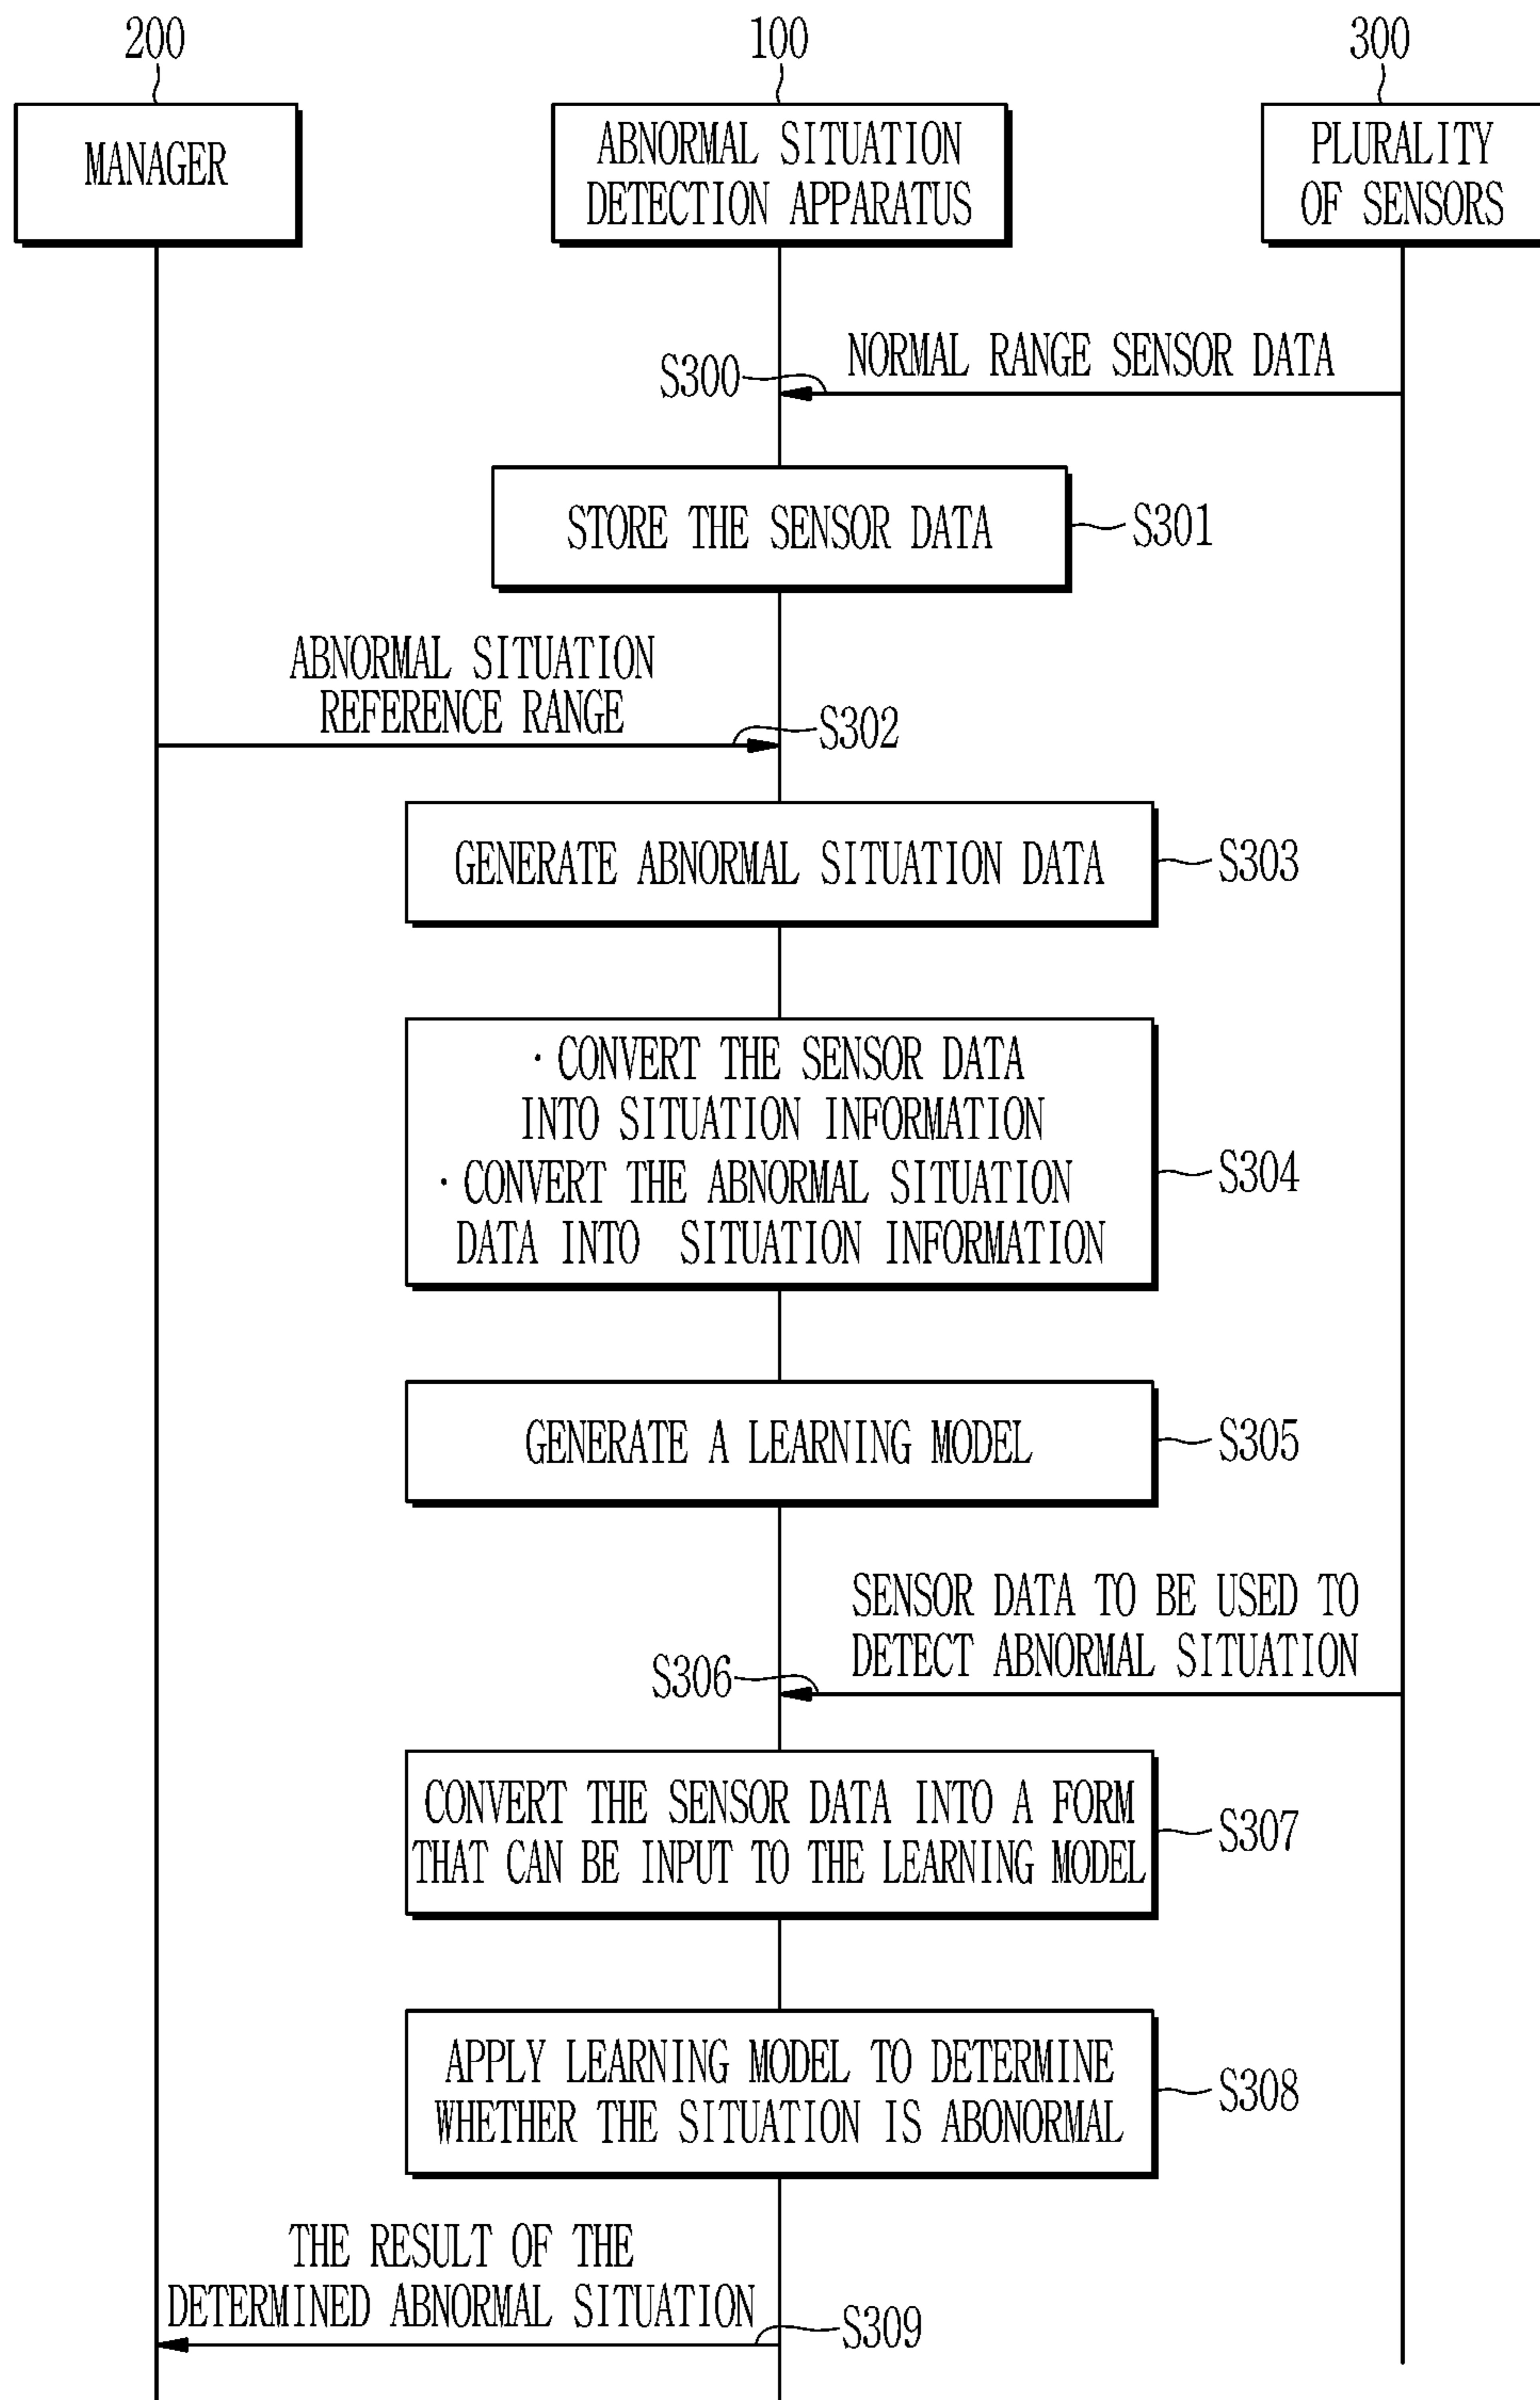 200
100
300
MANAGER
ABNORMAL SITUATION
DETECTION APPARATUS
PLURALITY
OF SENSORS
NORMAL RANGE SENSOR DATA
S300
STORE THE SENSOR DATA
S301
ABNORMAL SITUATION
REFERENCE RANGE
S302
GENERATE ABNORMAL SITUATION DATA
S303
· CONVERT THE SENSOR DATA
INTO SITUATION INFORMATION
· CONVERT THE ABNORMAL SITUATION
DATA INTO SITUATION INFORMATION
S304
GENERATE A LEARNING MODEL
S305
SENSOR DATA TO BE USED TO
DETECT ABNORMAL SITUATION
S306
CONVERT THE SENSOR DATA INTO A FORM
THAT CAN BE INPUT TO THE LEARNING MODEL
S307
APPLY LEARNING MODEL TO DETERMINE
WHETHER THE SITUATION IS ABONORMAL
S308
THE RESULT OF THE
DETERMINED ABNORMAL SITUATION
S309